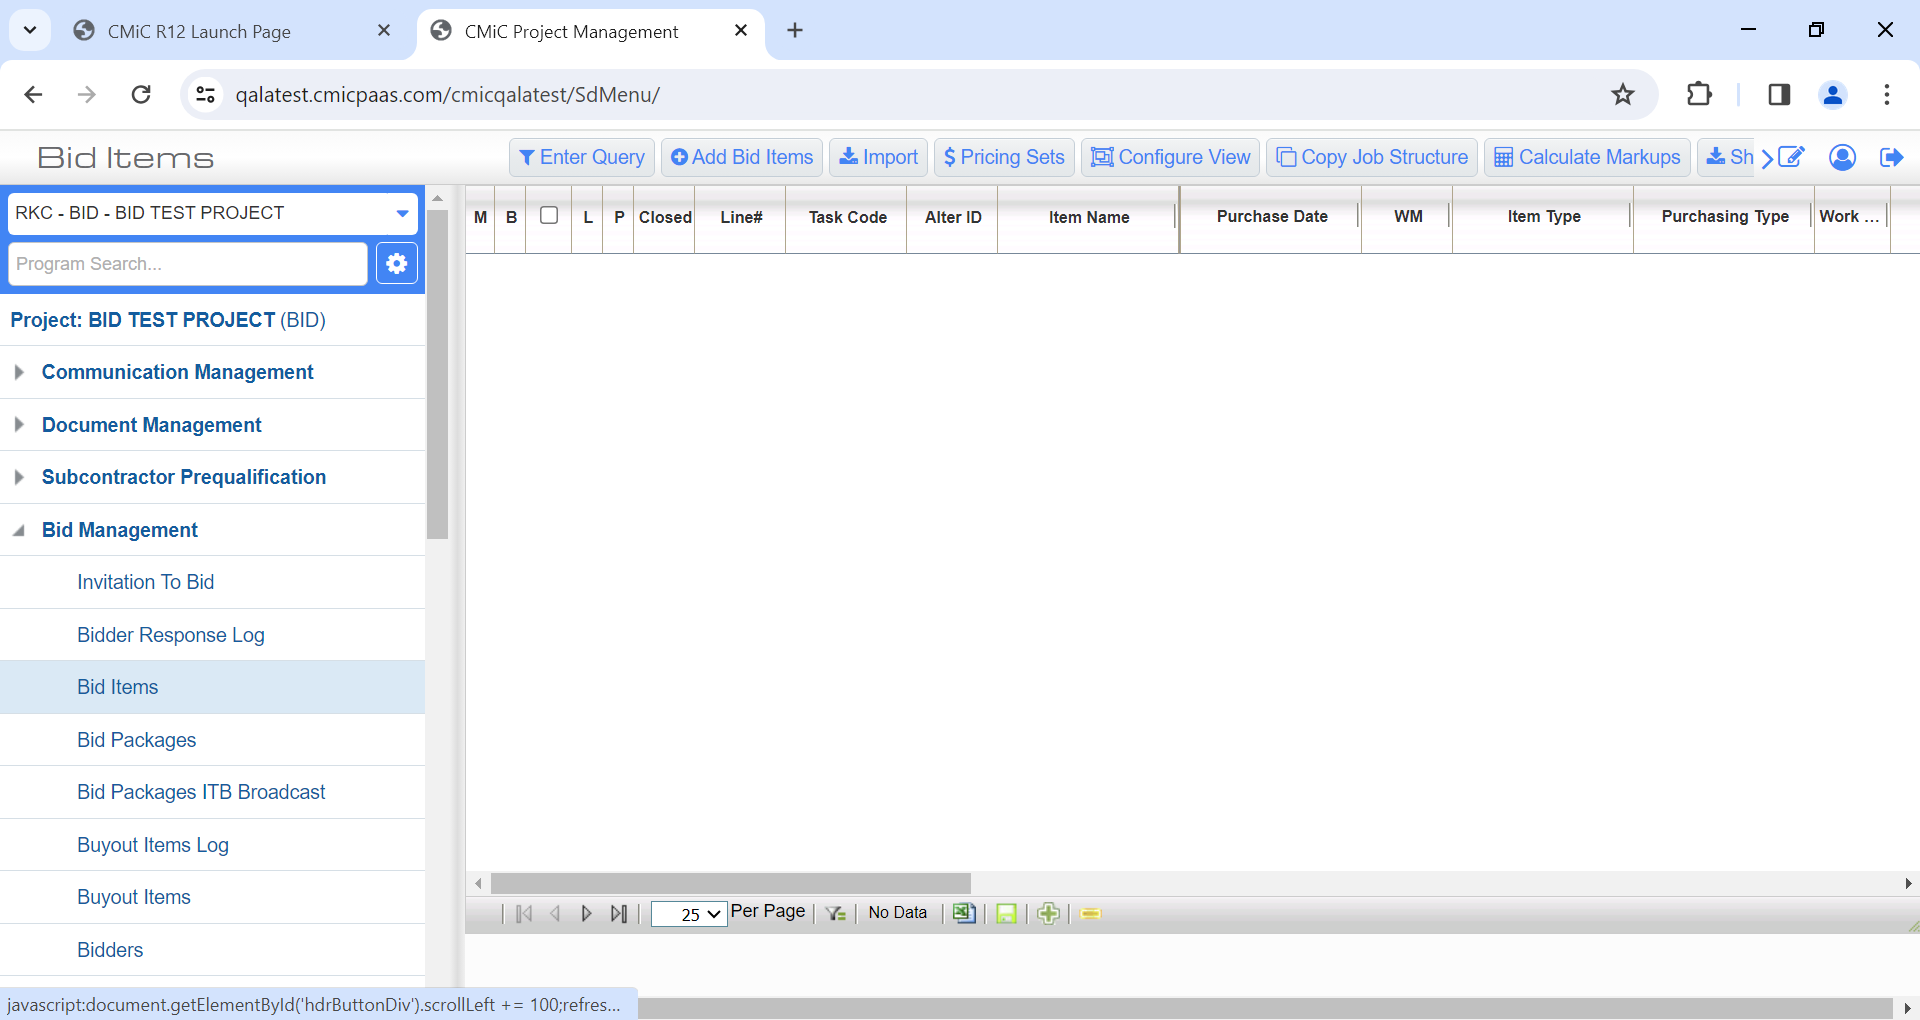 CMiC R12 Launch Page
CMiC Project Management
qalatest.cmicpaas.com/cmicqalatest/SdMenu/
Bid Items
Enter Query
Add Bid Items
Import
$ Pricing Sets
Configure View
Copy Job Structure
Calculate Markups
Sh
RKC - BID - BID TEST PROJECT
Program Search...
M B L P Closed Line# Task Code Alter ID Item Name Purchase Date WM Item Type Purchasing Type Work ...
Project: BID TEST PROJECT (BID)
Communication Management
Document Management
Subcontractor Prequalification
Bid Management
Invitation To Bid
Bidder Response Log
Bid Items
Bid Packages
Bid Packages ITB Broadcast
Buyout Items Log
Buyout Items
Bidders
25 Per Page No Data
javascript:document.getElementById('hdrButtonDiv').scrollLeft += 100;refres...